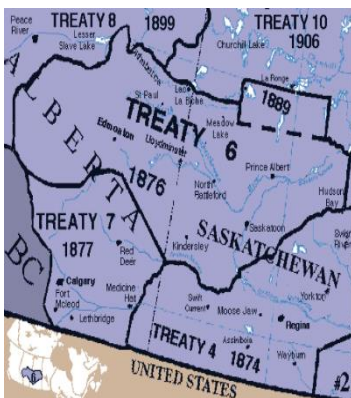 Peace
River
TREATY 8
Lesser
Slave Lake
1899
TREATY 10
1906
Churchill Lake
Athabasca
Lac
La Biche
La Ronge
1889
St-Paul
TREATY 6
Meadow
Lake
ALBERTA
Edmonton
Lloydminster
Prince Albert
1876
North
Battleford
Hudson
Bay
TREATY 7
1877
Red
Deer
Saskatoon
SASKATCHEWAN
Kindersley
BC
Calgary
Fort
Mcleod
Medicine
Hat
Lethbridge
Yorkton
Swift
Current
Moose Jaw
Regina
Assiniboia
TREATY 4 1874
Weyburn
UNITED STATES
#2
6